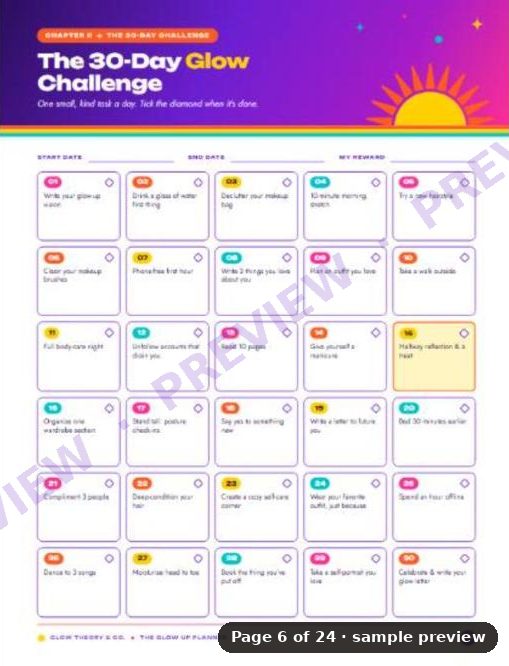 CHAPTER 2 ✦ THE 30-DAY CHALLENGE
The 30-Day Glow
Challenge
One small, kind task a day. Tick the diamond when it's done.
START DATE
END DATE
MY REWARD
01
Write your glow-up
vision
02
Drink a glass of water
first thing
03
Declutter your makeup
bag
04
10-minute morning
stretch
05
Try a new hairstyle
06
Clean your makeup
brushes
07
Phone-free first hour
08
Write 3 things you love
about you
09
Plan an outfit you love
10
Take a walk outside
11
Full body-care night
12
Unfollow accounts that
drain you
13
Read 10 pages
14
Give yourself a
manicure
15
Halfway reflection & a
treat
16
Organize one
wardrobe section
17
Stand tall: posture
check-ins
18
Say yes to something
new
19
Write a letter to future
you
20
Bed 30 minutes earlier
21
Compliment 3 people
22
Deep-condition your
hair
23
Create a cozy self-care
corner
24
Wear your favorite
outfit, just because
25
Spend an hour offline
26
Dance to 3 songs
27
Moisturize head to toe
28
Book the thing you've
put off
29
Take a self-portrait you
love
30
Celebrate & write your
glow letter
GLOW THEORY & CO. ✦ THE GLOW UP PLANN
Page 6 of 24 · sample preview
VIEW · PREVIEW · PREV